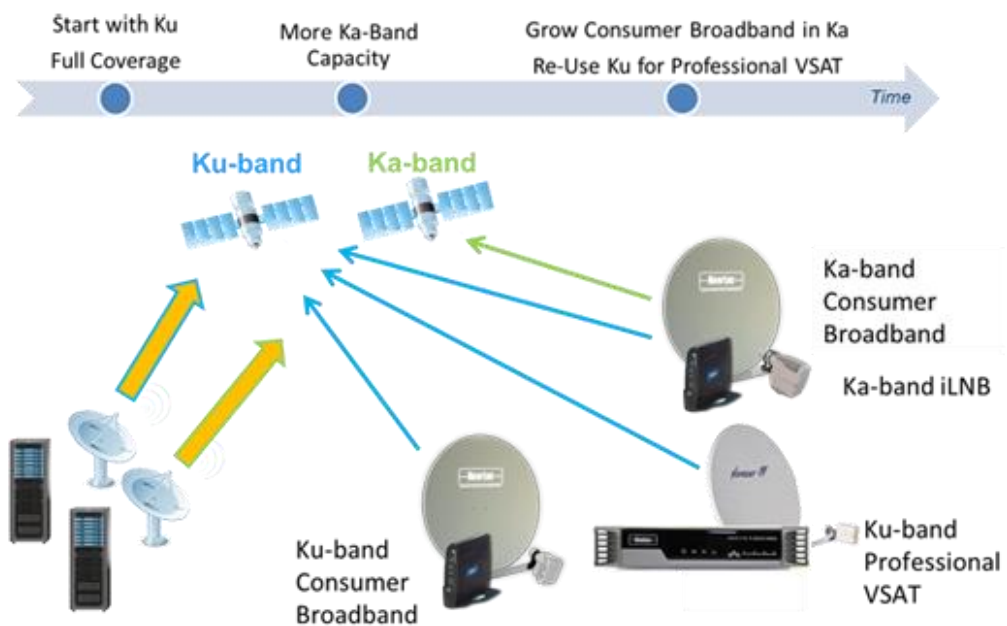 Start with Ku
Full Coverage
More Ka-Band
Capacity
Grow Consumer Broadband in Ka
Re-Use Ku for Professional VSAT
Time
Ku-band
Ka-band
Ka-band
Consumer
Broadband
Ka-band iLNB
Newtec
Newtec
Ku-band
Consumer
Broadband
Ku-band
Professional
VSAT